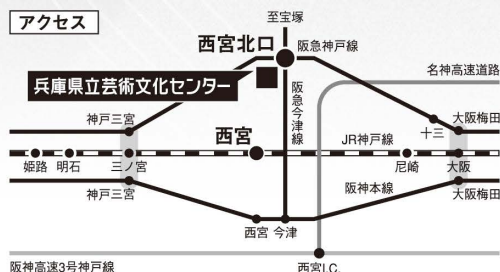 アクセス
至宝塚
西宮北口
阪急神戸線
兵庫県立芸術文化センター
名神高速道路
阪急今津線
神戸三宮
西宮
JR神戸線
十三
大阪梅田
姫路
明石
三ノ宮
尼崎
大阪
神戸三宮
阪神本線
大阪梅田
西宮
今津
阪神高速3号神戸線
西宮I.C.